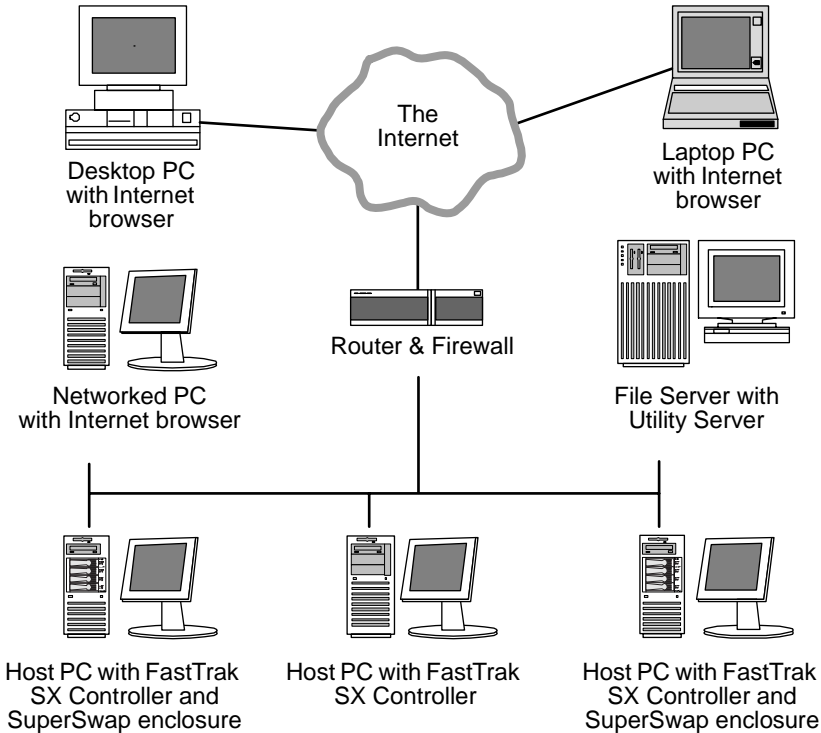 The
Internet
Desktop PC
with Internet
browser
Laptop PC
with Internet
browser
Router & Firewall
Networked PC
with Internet browser
File Server with
Utility Server
Host PC with FastTrak
SX Controller and
SuperSwap enclosure
Host PC with FastTrak
SX Controller
Host PC with FastTrak
SX Controller and
SuperSwap enclosure